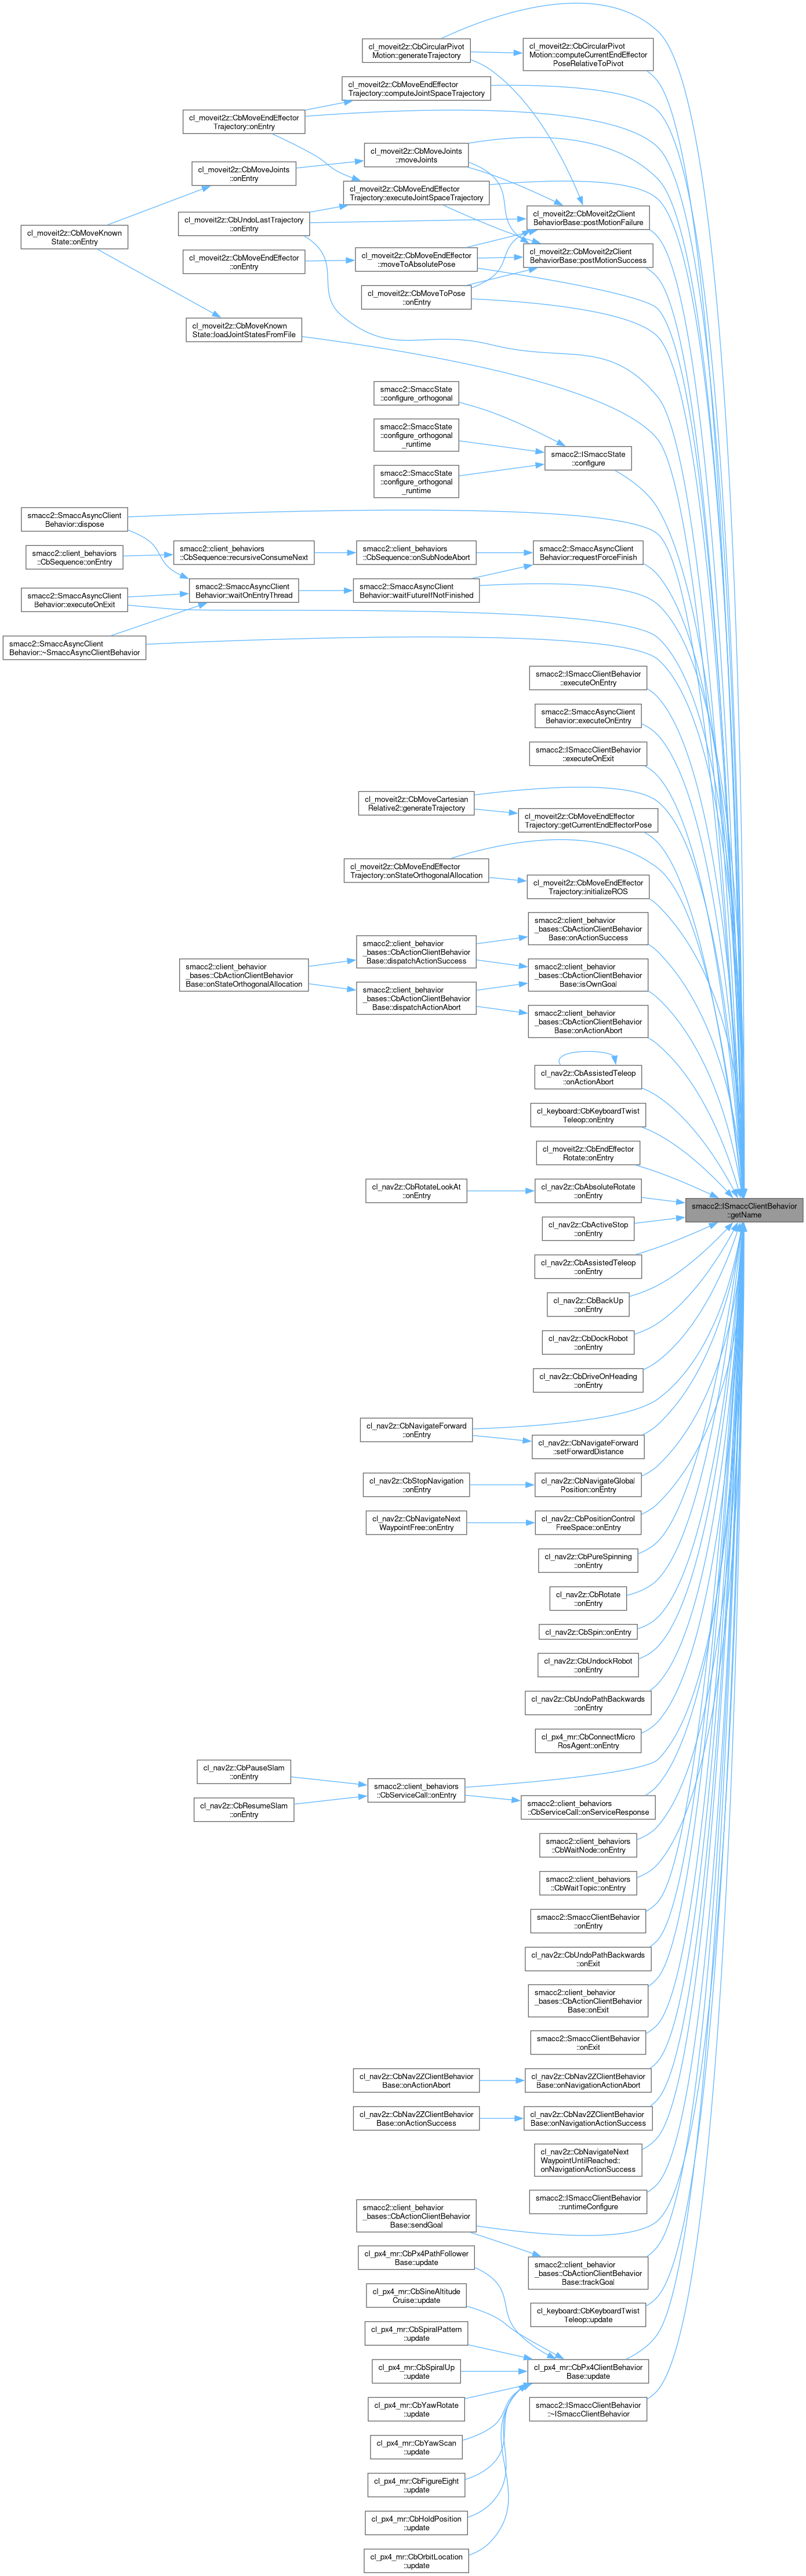 cl_moveit2z::CbCircularPivot
Motion::generateTrajectory
cl_moveit2z::CbCircularPivot
Motion::computeCurrentEndEffector
PoseRelativeToPivot
cl_moveit2z::CbMoveEndEffector
Trajectory::computeJointSpaceTrajectory
cl_moveit2z::CbMoveEndEffector
Trajectory::onEntry
cl_moveit2z::CbMoveJoints
::moveJoints
cl_moveit2z::CbMoveJoints
::onEntry
cl_moveit2z::CbMoveEndEffector
Trajectory::executeJointSpaceTrajectory
cl_moveit2z::CbMoveit2zClient
BehaviorBase::postMotionFailure
cl_moveit2z::CbUndoLastTrajectory
::onEntry
cl_moveit2z::CbMoveKnown
State::onEntry
cl_moveit2z::CbMoveit2zClient
BehaviorBase::postMotionSuccess
cl_moveit2z::CbMoveEndEffector
::moveToAbsolutePose
cl_moveit2z::CbMoveEndEffector
::onEntry
cl_moveit2z::CbMoveToPose
::onEntry
cl_moveit2z::CbMoveKnown
State::loadJointStatesFromFile
smacc2::SmaccState
::configure_orthogonal
smacc2::SmaccState
::configure_orthogonal
_runtime
smacc2::ISmaccState
::configure
smacc2::SmaccState
::configure_orthogonal
_runtime
smacc2::SmaccAsyncClient
Behavior::dispose
smacc2::client_behaviors
::CbSequence::onEntry
smacc2::client_behaviors
::CbSequence::recursiveConsumeNext
smacc2::client_behaviors
::CbSequence::onSubNodeAbort
smacc2::SmaccAsyncClient
Behavior::requestForceFinish
smacc2::SmaccAsyncClient
Behavior::executeOnExit
smacc2::SmaccAsyncClient
Behavior::waitOnEntryThread
smacc2::SmaccAsyncClient
Behavior::waitFutureIfNotFinished
smacc2::SmaccAsyncClient
Behavior::~SmaccAsyncClientBehavior
smacc2::ISmaccClientBehavior
::executeOnEntry
smacc2::SmaccAsyncClient
Behavior::executeOnEntry
smacc2::ISmaccClientBehavior
::executeOnExit
cl_moveit2z::CbMoveCartesian
Relative2::generateTrajectory
cl_moveit2z::CbMoveEndEffector
Trajectory::getCurrentEndEffectorPose
cl_moveit2z::CbMoveEndEffector
Trajectory::onStateOrthogonalAllocation
cl_moveit2z::CbMoveEndEffector
Trajectory::initializeROS
smacc2::client_behavior
_bases::CbActionClientBehavior
Base::onActionSuccess
smacc2::client_behavior
_bases::CbActionClientBehavior
Base::dispatchActionSuccess
smacc2::client_behavior
_bases::CbActionClientBehavior
Base::onStateOrthogonalAllocation
smacc2::client_behavior
_bases::CbActionClientBehavior
Base::isOwnGoal
smacc2::client_behavior
_bases::CbActionClientBehavior
Base::dispatchActionAbort
smacc2::client_behavior
_bases::CbActionClientBehavior
Base::onActionAbort
cl_nav2z::CbAssistedTeleop
::onActionAbort
cl_keyboard::CbKeyboardTwist
Teleop::onEntry
cl_moveit2z::CbEndEffector
Rotate::onEntry
cl_nav2z::CbRotateLookAt
::onEntry
cl_nav2z::CbAbsoluteRotate
::onEntry
smacc2::ISmaccClientBehavior
::getName
cl_nav2z::CbActiveStop
::onEntry
cl_nav2z::CbAssistedTeleop
::onEntry
cl_nav2z::CbBackUp
::onEntry
cl_nav2z::CbDockRobot
::onEntry
cl_nav2z::CbDriveOnHeading
::onEntry
cl_nav2z::CbNavigateForward
::onEntry
cl_nav2z::CbNavigateForward
::setForwardDistance
cl_nav2z::CbStopNavigation
::onEntry
cl_nav2z::CbNavigateGlobal
Position::onEntry
cl_nav2z::CbNavigateNext
WaypointFree::onEntry
cl_nav2z::CbPositionControl
FreeSpace::onEntry
cl_nav2z::CbPureSpinning
::onEntry
cl_nav2z::CbRotate
::onEntry
cl_nav2z::CbSpin::onEntry
cl_nav2z::CbUndockRobot
::onEntry
cl_nav2z::CbUndoPathBackwards
::onEntry
cl_px4_mr::CbConnectMicro
RosAgent::onEntry
cl_nav2z::CbPauseSlam
::onEntry
smacc2::client_behaviors
::CbServiceCall::onEntry
cl_nav2z::CbResumeSlam
::onEntry
smacc2::client_behaviors
::CbServiceCall::onServiceResponse
smacc2::client_behaviors
::CbWaitNode::onEntry
smacc2::client_behaviors
::CbWaitTopic::onEntry
smacc2::SmaccClientBehavior
::onEntry
cl_nav2z::CbUndoPathBackwards
::onExit
smacc2::client_behavior
_bases::CbActionClientBehavior
Base::onExit
smacc2::SmaccClientBehavior
::onExit
cl_nav2z::CbNav2ZClientBehavior
Base::onActionAbort
cl_nav2z::CbNav2ZClientBehavior
Base::onNavigationActionAbort
cl_nav2z::CbNav2ZClientBehavior
Base::onActionSuccess
cl_nav2z::CbNav2ZClientBehavior
Base::onNavigationActionSuccess
cl_nav2z::CbNavigateNext
WaypointUntilReached::
onNavigationActionSuccess
smacc2::ISmaccClientBehavior
::runtimeConfigure
smacc2::client_behavior
_bases::CbActionClientBehavior
Base::sendGoal
smacc2::client_behavior
_bases::CbActionClientBehavior
Base::trackGoal
cl_px4_mr::CbPx4PathFollower
Base::update
cl_px4_mr::CbSineAltitude
Cruise::update
cl_keyboard::CbKeyboardTwist
Teleop::update
cl_px4_mr::CbSpiralPattern
::update
cl_px4_mr::CbSpiralUp
::update
cl_px4_mr::CbPx4ClientBehavior
Base::update
cl_px4_mr::CbYawRotate
::update
smacc2::ISmaccClientBehavior
::~ISmaccClientBehavior
cl_px4_mr::CbYawScan
::update
cl_px4_mr::CbFigureEight
::update
cl_px4_mr::CbHoldPosition
::update
cl_px4_mr::CbOrbitLocation
::update